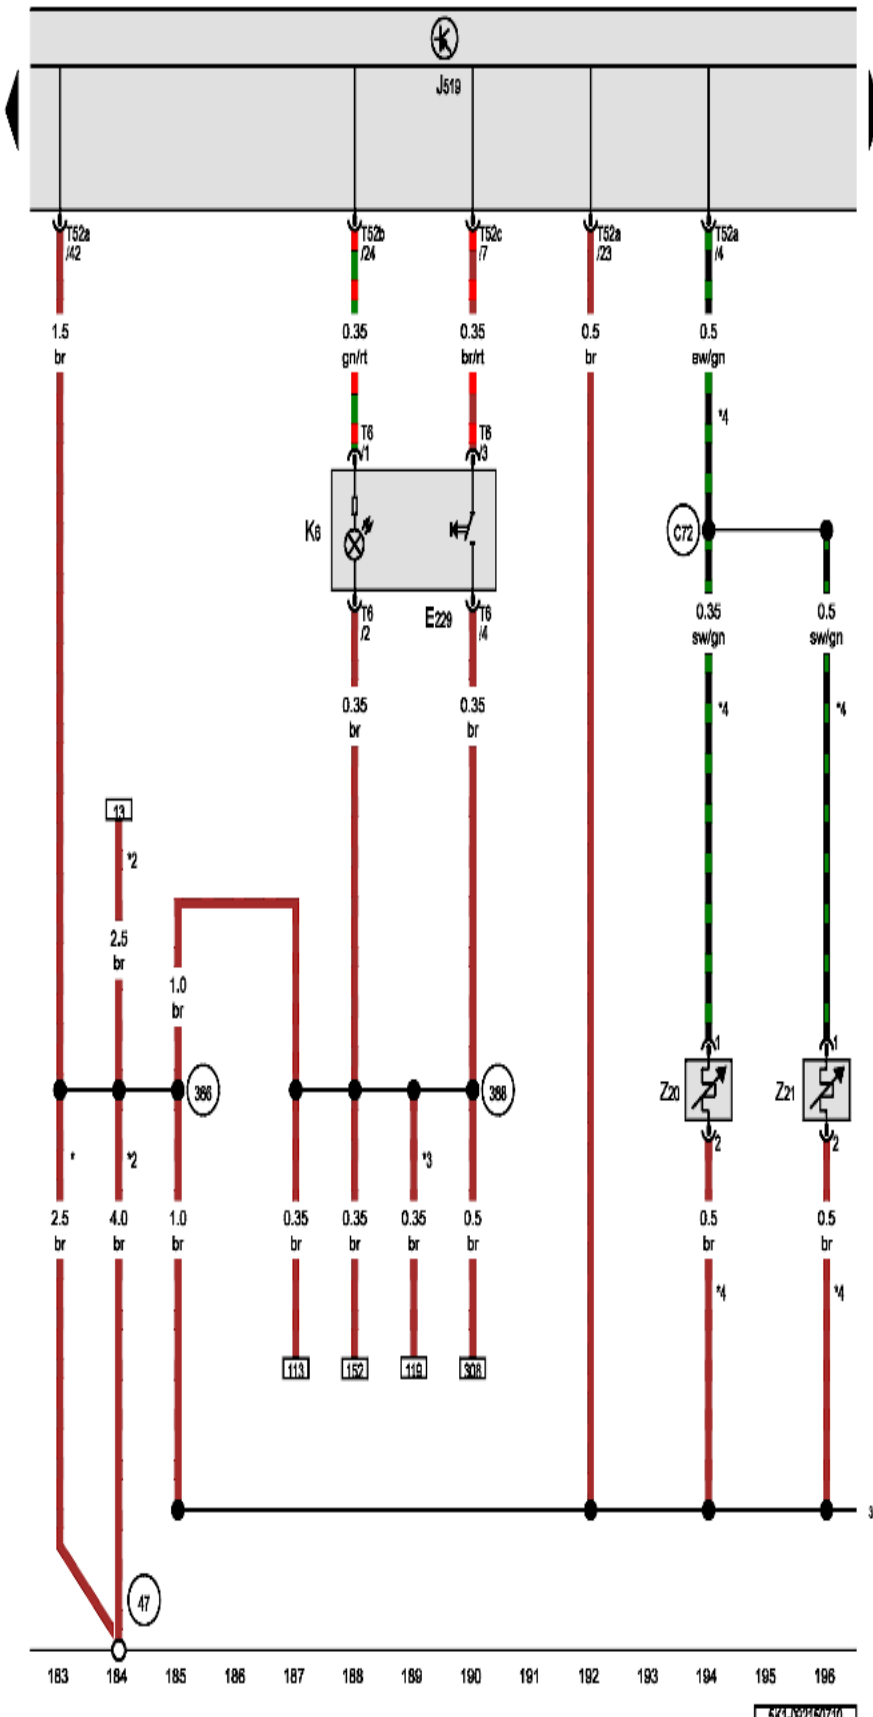 J519
T52a
/42
T52b
/24
T52c
/7
T52a
/23
T52a
/4
1.5
br
0.35
gn/rt
0.35
br/rt
0.5
br
0.5
sw/gn
*4
T6
/1
T6
/3
K6
C72
T6
/2
E229
T6
/4
0.35
sw/gn
0.5
sw/gn
0.35
br
0.35
br
*4
*4
13
*2
2.5
br
1.0
br
1
1
366
388
Z20
Z21
2
2
*
*2
*3
2.5
br
4.0
br
1.0
br
0.35
br
0.35
br
0.35
br
0.5
br
0.5
br
0.5
br
*4
*4
113
152
119
308
3
47
183
184
185
186
187
188
189
190
191
192
193
194
195
196